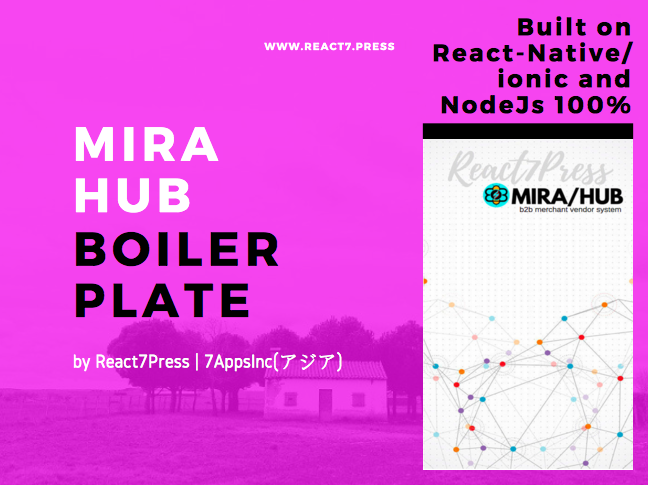 WWW.REACT7.PRESS
Built on
React-Native/
ionic and
NodeJs 100%
MIRA
HUB
BOILER
PLATE
by React7Press | 7AppsInc(アジア)
React7Press
MIRA/HUB
b2b merchant vendor system